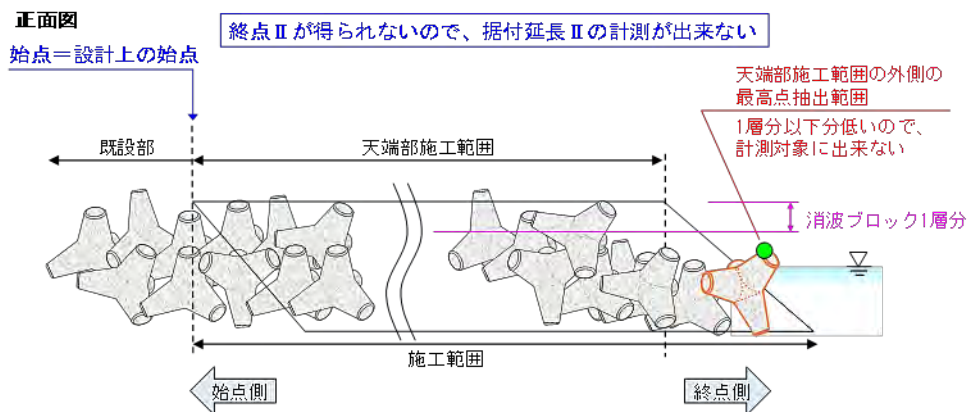 正面図
終点Ⅱが得られないので、据付延長Ⅱの計測が出来ない
始点＝設計上の始点
天端部施工範囲の外側の
最高点抽出範囲
1層分以下分低いので、
計測対象に出来ない
既設部
天端部施工範囲
消波ブロック1層分
施工範囲
始点側
終点側